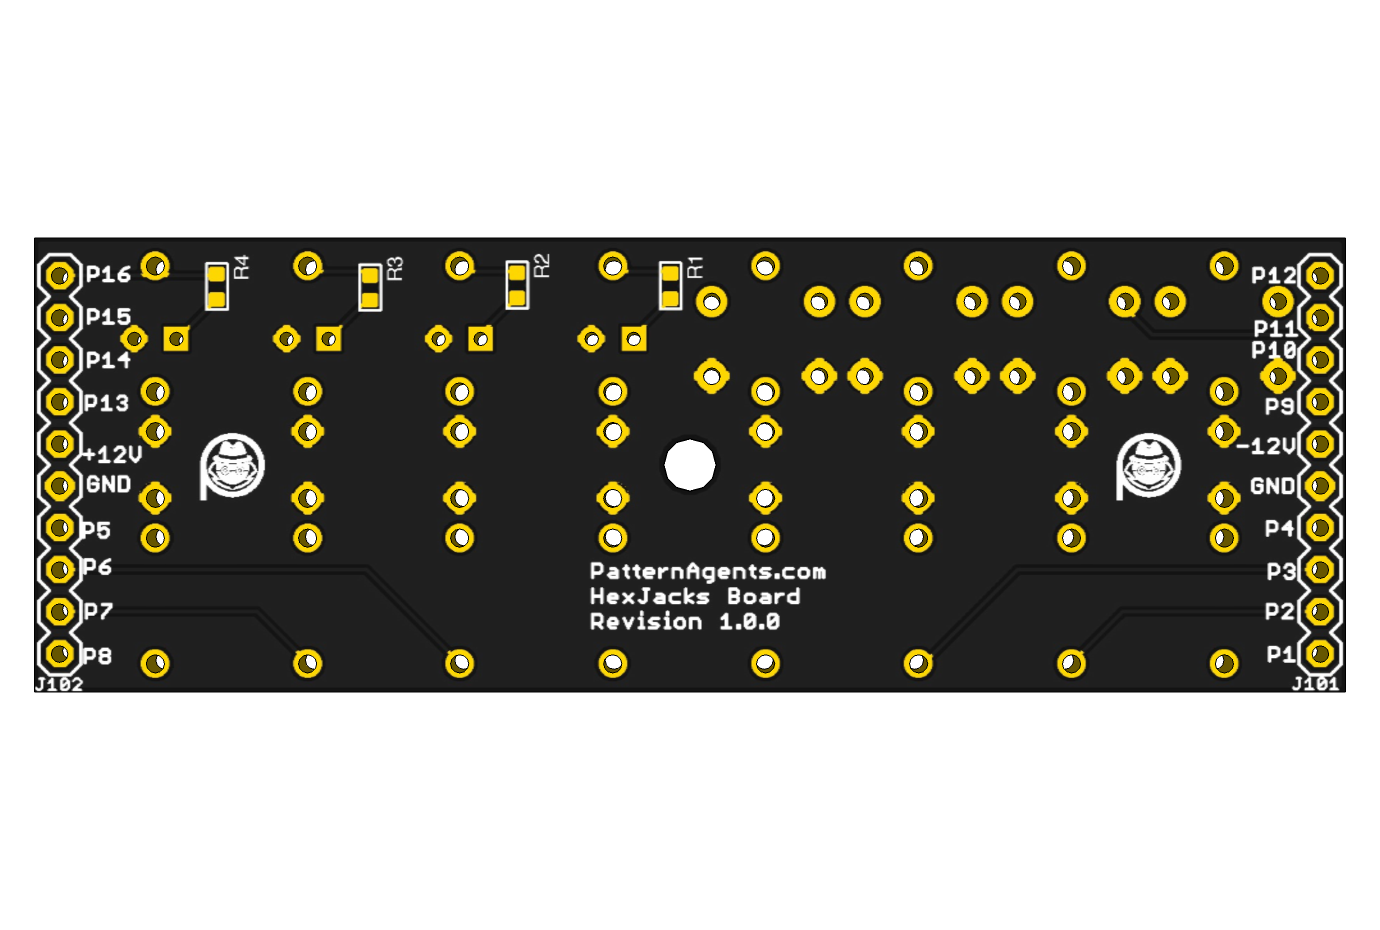 R4
R3
R2
R1
P16
P15
P14
P13
+12V
GND
P5
P6
P7
P8
J102
P12
P11
P10
P9
-12V
GND
P4
P3
P2
P1
J101
PatternAgents.com
HexJacks Board
Revision 1.0.0